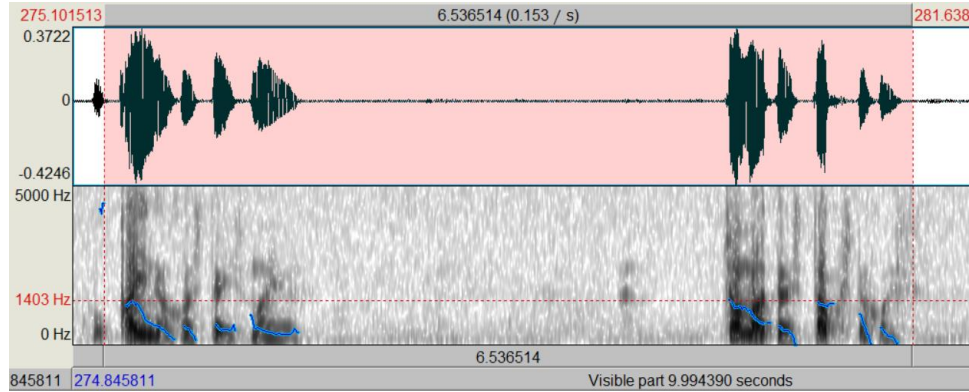 275.101513 6.536514 (0.153 / s) 281.638
0.3722
0
-0.4246
5000 Hz
1403 Hz
0 Hz
6.536514
845811 274.845811 Visible part 9.994390 seconds